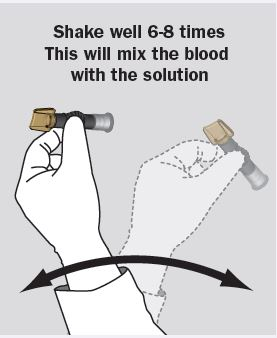 Shake well 6-8 times
This will mix the blood
with the solution